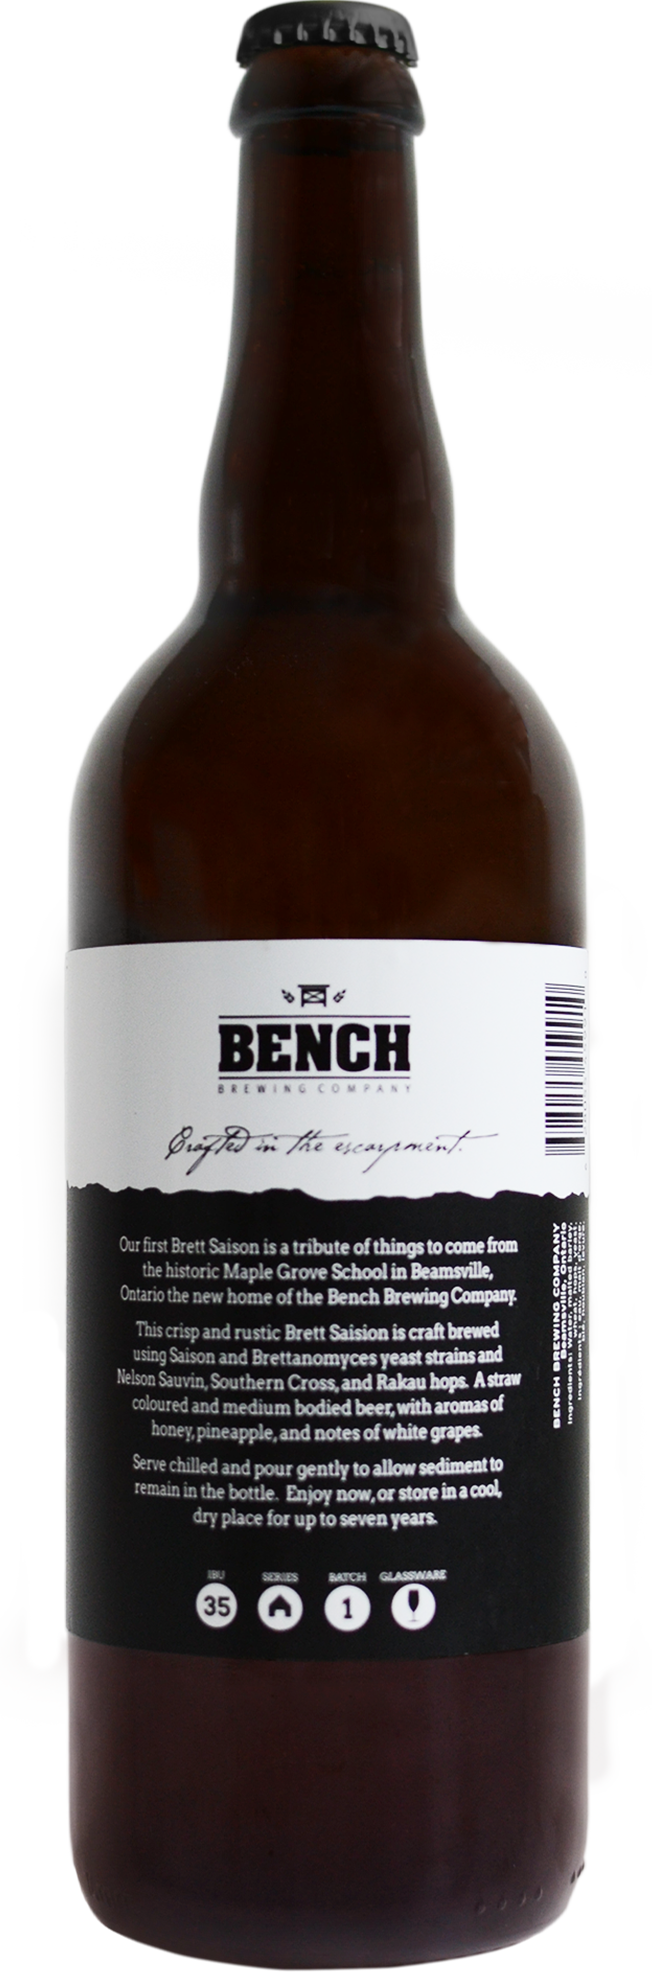 BENCH
BREWING COMPANY
Crafted in the escarpment.
Our first Brett Saison is a tribute of things to come from
the historic Maple Grove School in Beamsville,
Ontario the new home of the Bench Brewing Company.
This crisp and rustic Brett Saision is craft brewed
using Saison and Brettanomyces yeast strains and
Nelson Sauvin, Southern Cross, and Rakau hops. A straw
coloured and medium bodied beer, with aromas of
honey, pineapple, and notes of white grapes.
Serve chilled and pour gently to allow sediment to
remain in the bottle. Enjoy now, or store in a cool,
dry place for up to seven years.
IBU SERIES BATCH GLASSWARE
35 1
BENCH BREWING COMPANY
Beamsville, Ontario
Ingredients: Water, malted barley,